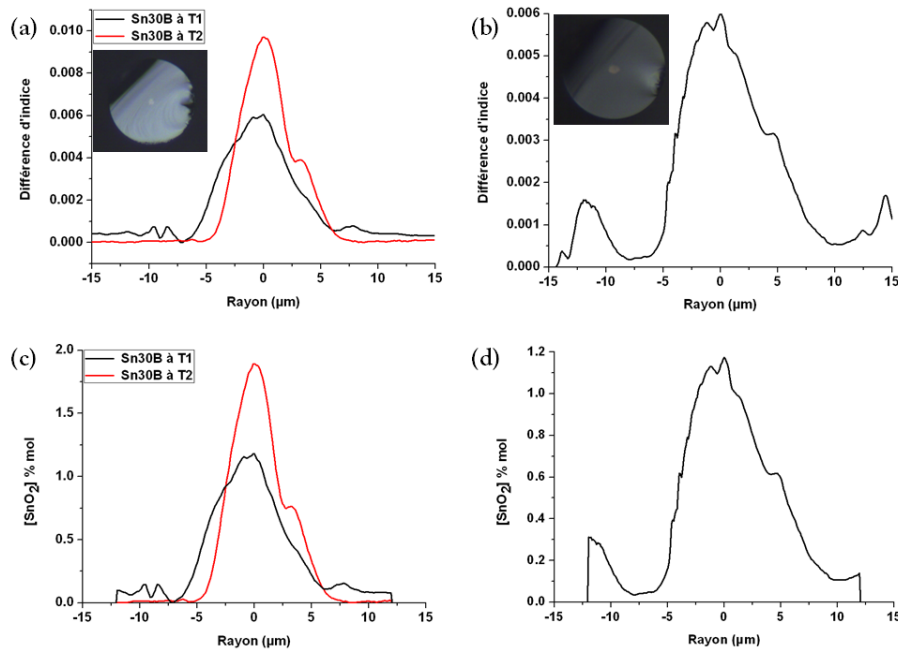 (a)
Sn30B à T1
Sn30B à T2
Différence d'indice
0.010
0.008
0.006
0.004
0.002
0.000
-15 -10 -5 0 5 10 15
Rayon (µm)
(b)
Différence d'indice
0.006
0.005
0.004
0.003
0.002
0.001
0.000
-15 -10 -5 0 5 10 15
Rayon (µm)
(c)
Sn30B à T1
Sn30B à T2
[SnO2] % mol
2.0
1.5
1.0
0.5
0.0
-15 -10 -5 0 5 10 15
Rayon (µm)
(d)
[SnO2] % mol
1.2
1.0
0.8
0.6
0.4
0.2
0.0
-15 -10 -5 0 5 10 15
Rayon (µm)